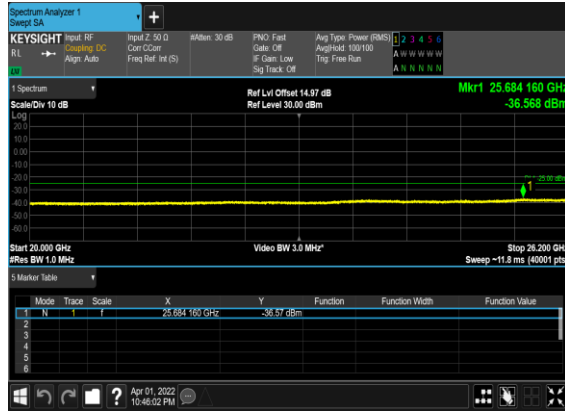 Spectrum Analyzer 1
Swept SA
+
KEYSIGHT Input: RF Input Z: 50 Ω #Atten: 30 dB PNO: Fast Avg Type: Power (RMS) 1 2 3 4 5 6
RL Coupling: DC Corr CCorr Gate: Off Avg|Hold: 100/100 A W W W W W
Align: Auto Freq Ref: Int (S) IF Gain: Low Trig: Free Run
Sig Track: Off A N N N N N
1 Spectrum Ref Lvl Offset 14.97 dB Mkr1 25.684 160 GHz
Scale/Div 10 dB Ref Level 30.00 dBm -36.568 dBm
Log
20.0
10.0
0.00
-10.0
-20.0
-25.00 dBm
-30.0 1
-40.0
-50.0
-60.0
Start 20.000 GHz Video BW 3.0 MHz* Stop 26.200 GHz
#Res BW 1.0 MHz Sweep ~11.8 ms (40001 pts)
5 Marker Table
Mode Trace Scale X Y Function Function Width Function Value
1 N 1 f 25.684 160 GHz -36.57 dBm
2
3
4
5
6
? Apr 01, 2022
10:46:02 PM